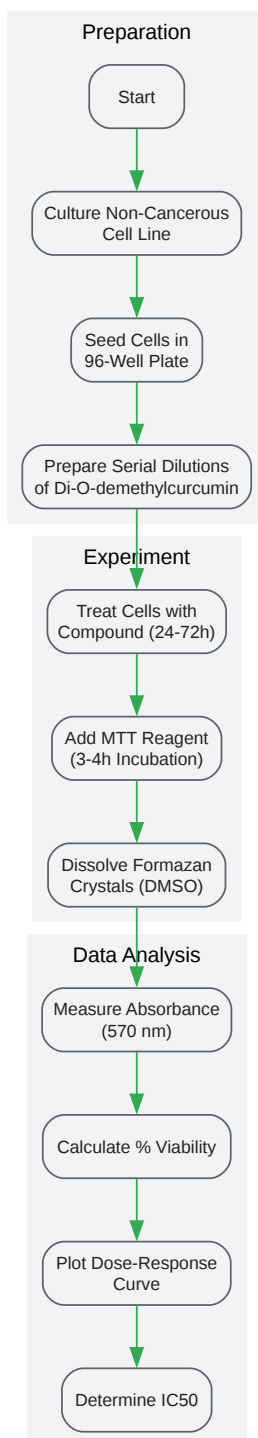 Preparation
Start
Culture Non-Cancerous
Cell Line
Seed Cells in
96-Well Plate
Prepare Serial Dilutions
of Di-O-demethylcurcumin
Experiment
Treat Cells with
Compound (24-72h)
Add MTT Reagent
(3-4h Incubation)
Dissolve Formazan
Crystals (DMSO)
Data Analysis
Measure Absorbance
(570 nm)
Calculate % Viability
Plot Dose-Response
Curve
Determine IC50